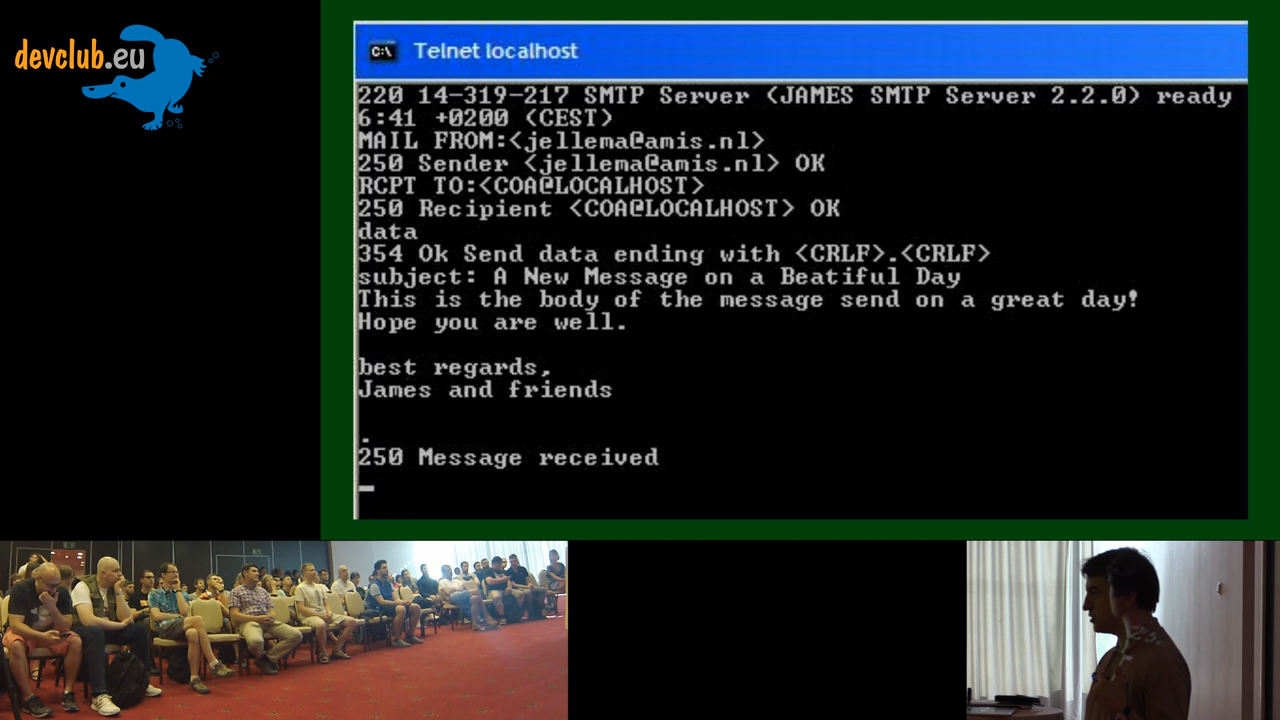 devclub.eu
C:\ Telnet localhost
220 14-319-217 SMTP Server (JAMES SMTP Server 2.2.0) ready
6:41 +0200 (CEST)
MAIL FROM:<jellema@amis.nl>
250 Sender <jellema@amis.nl> OK
RCPT TO:<COA@LOCALHOST>
250 Recipient <COA@LOCALHOST> OK
data
354 Ok Send data ending with <CRLF>.<CRLF>
subject: A New Message on a Beatiful Day
This is the body of the message send on a great day!
Hope you are well.
best regards,
James and friends
.
250 Message received